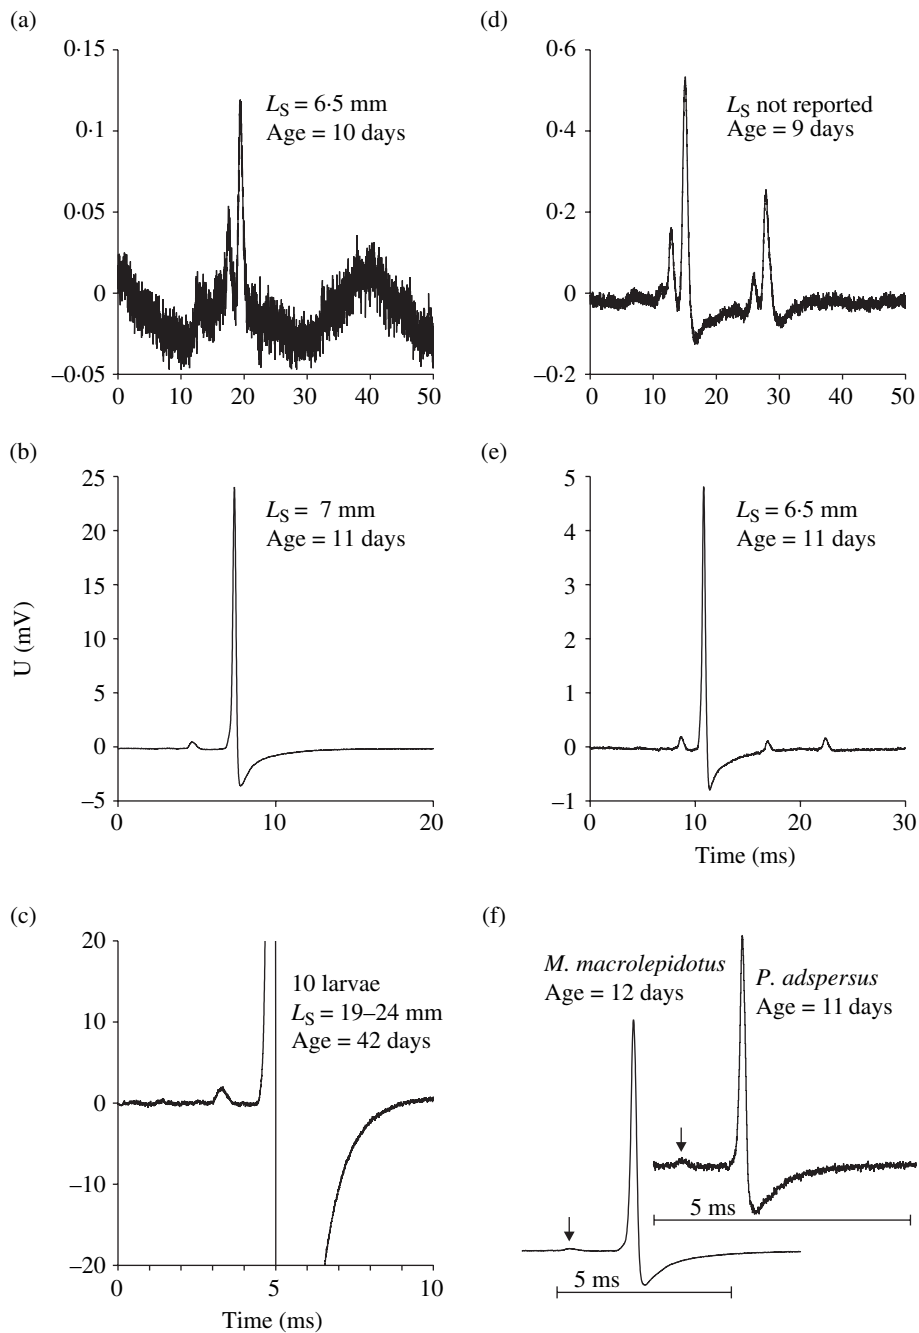 (a)
0·15
0·1
0·05
0
–0·05
0 10 20 30 40 50
L_S = 6·5 mm
Age = 10 days
(d)
0·6
0·4
0·2
0
–0·2
0 10 20 30 40 50
L_S not reported
Age = 9 days
(b)
25
20
15
10
5
0
–5
0 10 20
L_S = 7 mm
Age = 11 days
U (mV)
(e)
5
4
3
2
1
0
–1
0 10 20 30
L_S = 6·5 mm
Age = 11 days
Time (ms)
(c)
20
10
0
–10
–20
0 5 10
10 larvae
L_S = 19–24 mm
Age = 42 days
Time (ms)
(f)
M. macrolepidotus
Age = 12 days
P. adspersus
Age = 11 days
5 ms
5 ms